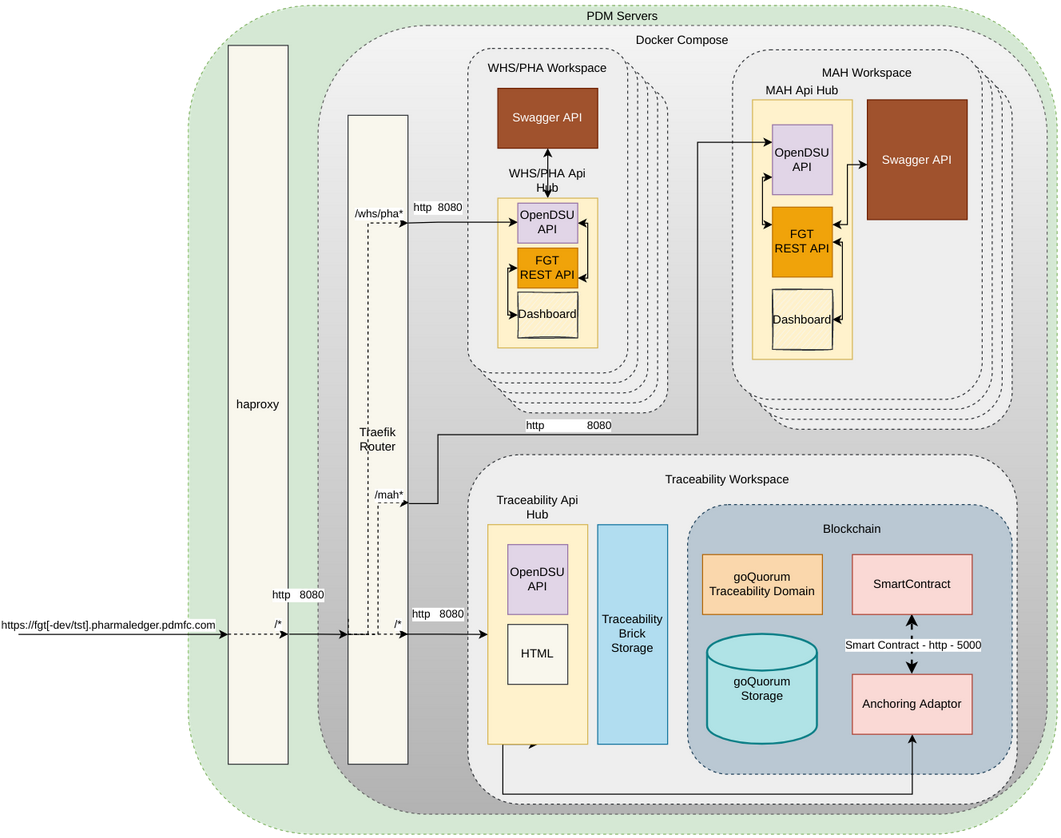 PDM Servers
Docker Compose
WHS/PHA Workspace
Swagger API
WHS/PHA Api
Hub
OpenDSU
API
FGT
REST API
Dashboard
MAH Workspace
MAH Api Hub
OpenDSU
API
FGT
REST API
Dashboard
Swagger API
/whs/pha*
http 8080
haproxy
Traefik
Router
http 8080
/mah*
Traceability Workspace
Traceability Api
Hub
OpenDSU
API
HTML
Traceability
Brick
Storage
Blockchain
goQuorum
Traceability Domain
SmartContract
Smart Contract - http - 5000
goQuorum
Storage
Anchoring Adaptor
http 8080
http 8080
https://fgt[-dev/tst].pharmaledger.pdmfc.com
/*
/*